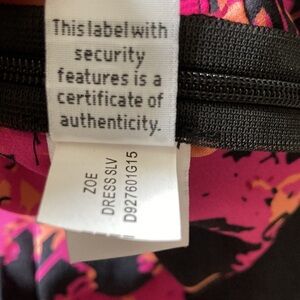 This label with
security
features is a
certificate of
authenticity.
ZOE
DRESS SLV
D927601G15